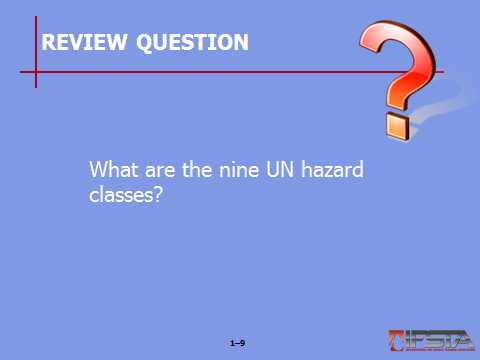 REVIEW QUESTION
What are the nine UN hazard
classes?
1–9
IFSTA